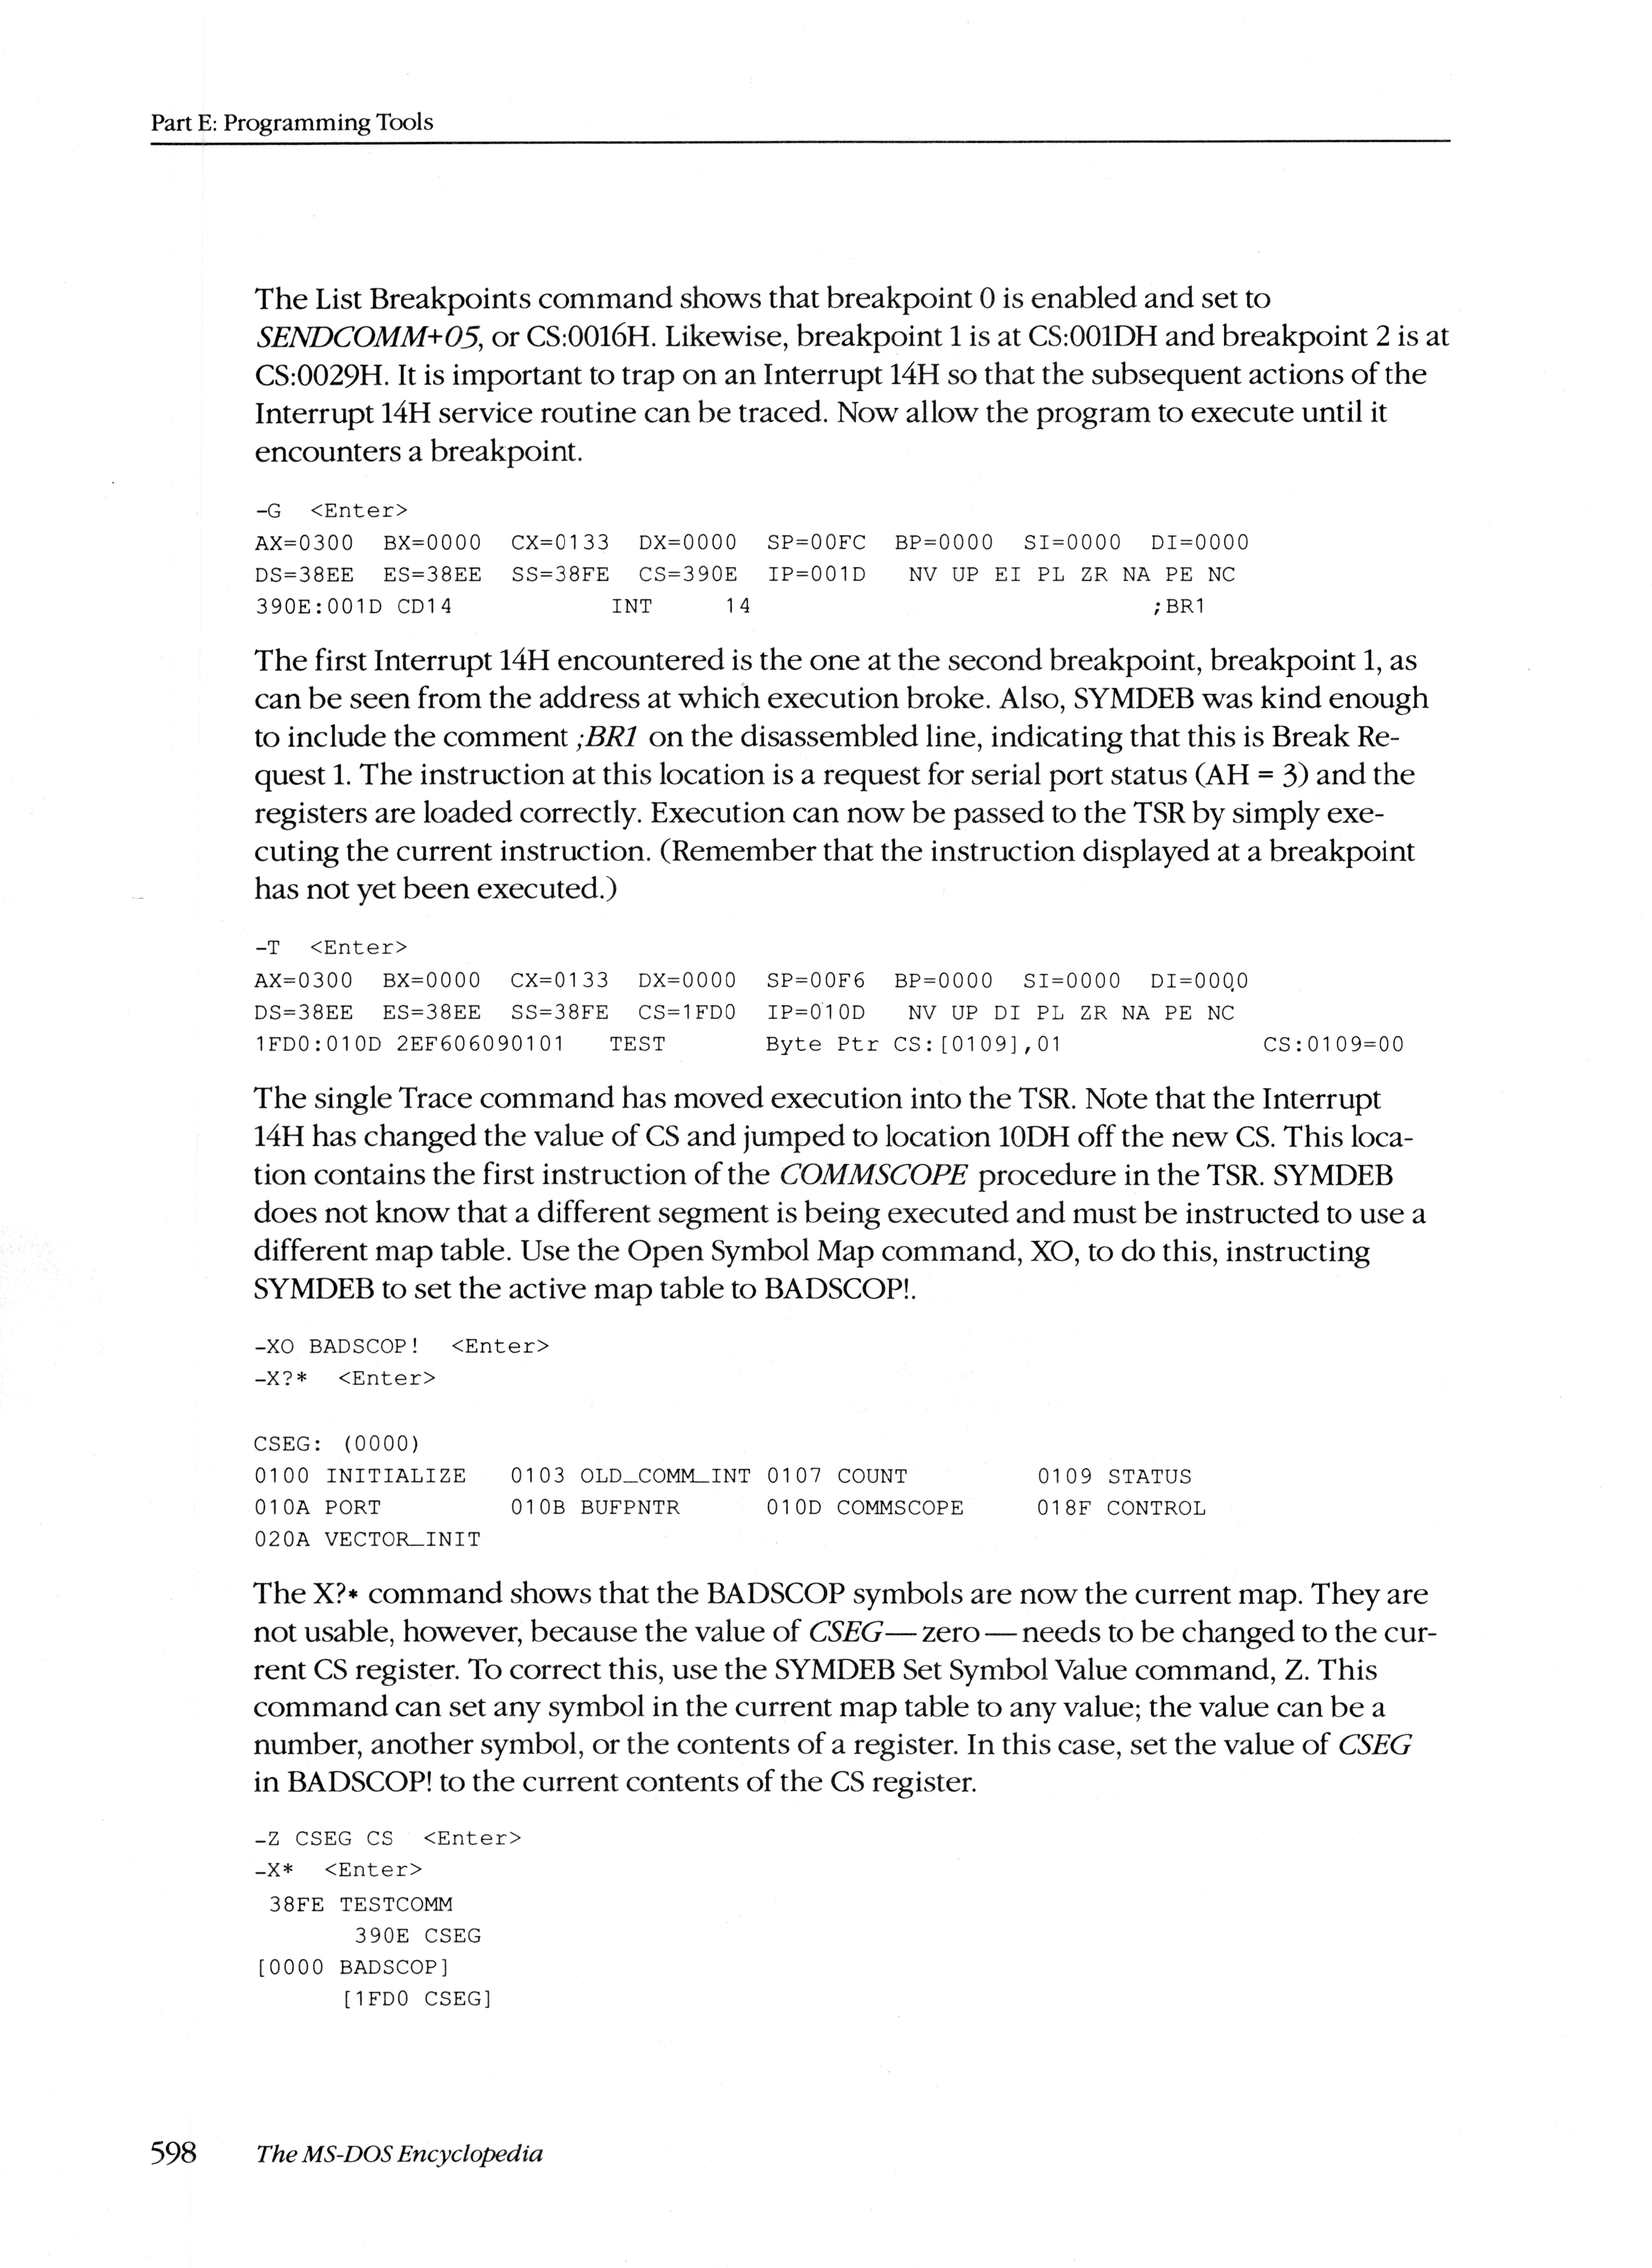 Part E: Programming Tools
The List Breakpoints command shows that breakpoint 0 is enabled and set to
SENDCOMM+05, or CS:0016H. Likewise, breakpoint 1 is at CS:001DH and breakpoint 2 is at
CS:0029H. It is important to trap on an Interrupt 14H so that the subsequent actions of the
Interrupt 14H service routine can be traced. Now allow the program to execute until it
encounters a breakpoint.
-G  <Enter>
AX=0300  BX=0000  CX=0133  DX=0000  SP=00FC  BP=0000  SI=0000  DI=0000
DS=38EE  ES=38EE  SS=38FE  CS=390E  IP=001D   NV UP EI PL ZR NA PE NC
390E:001D CD14           INT     14                             ;BR1
The first Interrupt 14H encountered is the one at the second breakpoint, breakpoint 1, as
can be seen from the address at which execution broke. Also, SYMDEB was kind enough
to include the comment ;BR1 on the disassembled line, indicating that this is Break Re-
quest 1. The instruction at this location is a request for serial port status (AH = 3) and the
registers are loaded correctly. Execution can now be passed to the TSR by simply exe-
cuting the current instruction. (Remember that the instruction displayed at a breakpoint
has not yet been executed.)
-T  <Enter>
AX=0300  BX=0000  CX=0133  DX=0000  SP=00F6  BP=0000  SI=0000  DI=0000
DS=38EE  ES=38EE  SS=38FE  CS=1FD0  IP=010D   NV UP DI PL ZR NA PE NC
1FD0:010D 2EF606090101   TEST       Byte Ptr CS:[0109],01              CS:0109=00
The single Trace command has moved execution into the TSR. Note that the Interrupt
14H has changed the value of CS and jumped to location 10DH off the new CS. This loca-
tion contains the first instruction of the COMMSCOPE procedure in the TSR. SYMDEB
does not know that a different segment is being executed and must be instructed to use a
different map table. Use the Open Symbol Map command, XO, to do this, instructing
SYMDEB to set the active map table to BADSCOP!.
-XO BADSCOP!  <Enter>
-X?*  <Enter>
CSEG: (0000)
0100 INITIALIZE   0103 OLD_COMM_INT 0107 COUNT         0109 STATUS
010A PORT         010B BUFPNTR      010D COMMSCOPE     018F CONTROL
020A VECTOR_INIT
The X?* command shows that the BADSCOP symbols are now the current map. They are
not usable, however, because the value of CSEG—zero—needs to be changed to the cur-
rent CS register. To correct this, use the SYMDEB Set Symbol Value command, Z. This
command can set any symbol in the current map table to any value; the value can be a
number, another symbol, or the contents of a register. In this case, set the value of CSEG
in BADSCOP! to the current contents of the CS register.
-Z CSEG CS  <Enter>
-X*  <Enter>
38FE TESTCOMM
390E CSEG
[0000 BADSCOP]
[1FD0 CSEG]
598 The MS-DOS Encyclopedia